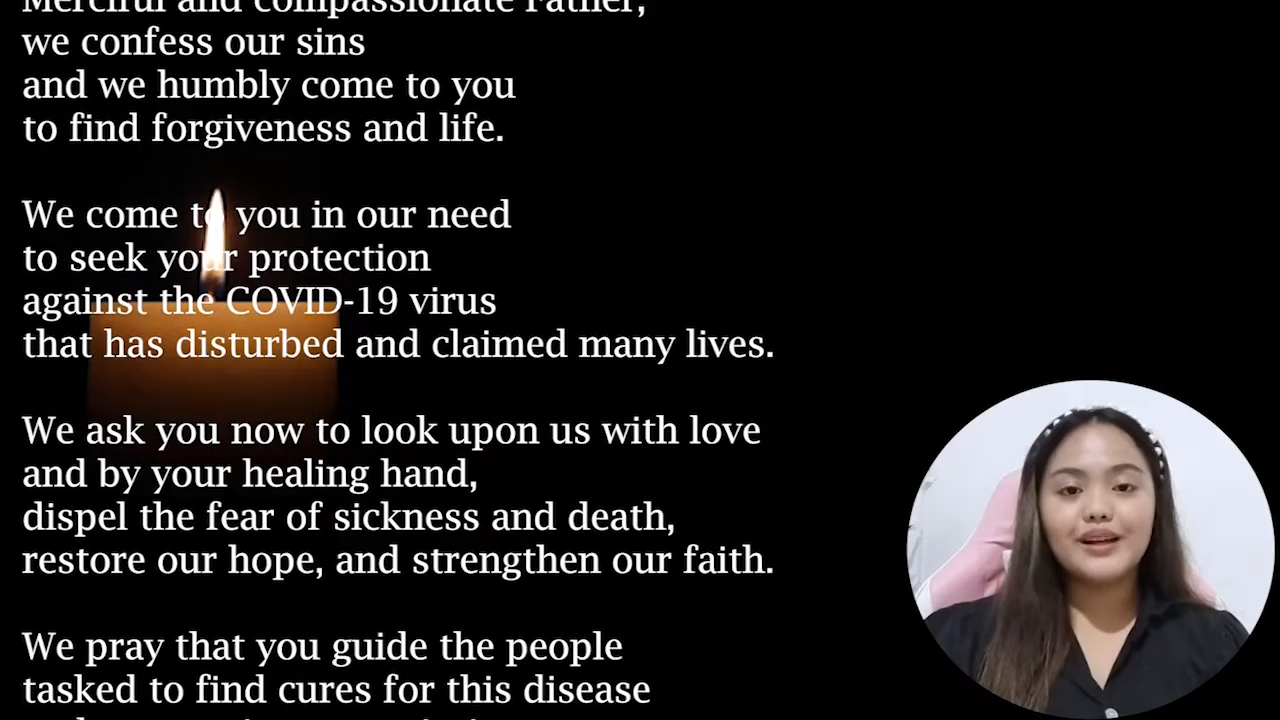 Merciful and compassionate Father,
we confess our sins
and we humbly come to you
to find forgiveness and life.
We come to you in our need
to seek your protection
against the COVID-19 virus
that has disturbed and claimed many lives.
We ask you now to look upon us with love
and by your healing hand,
dispel the fear of sickness and death,
restore our hope, and strengthen our faith.
We pray that you guide the people
tasked to find cures for this disease